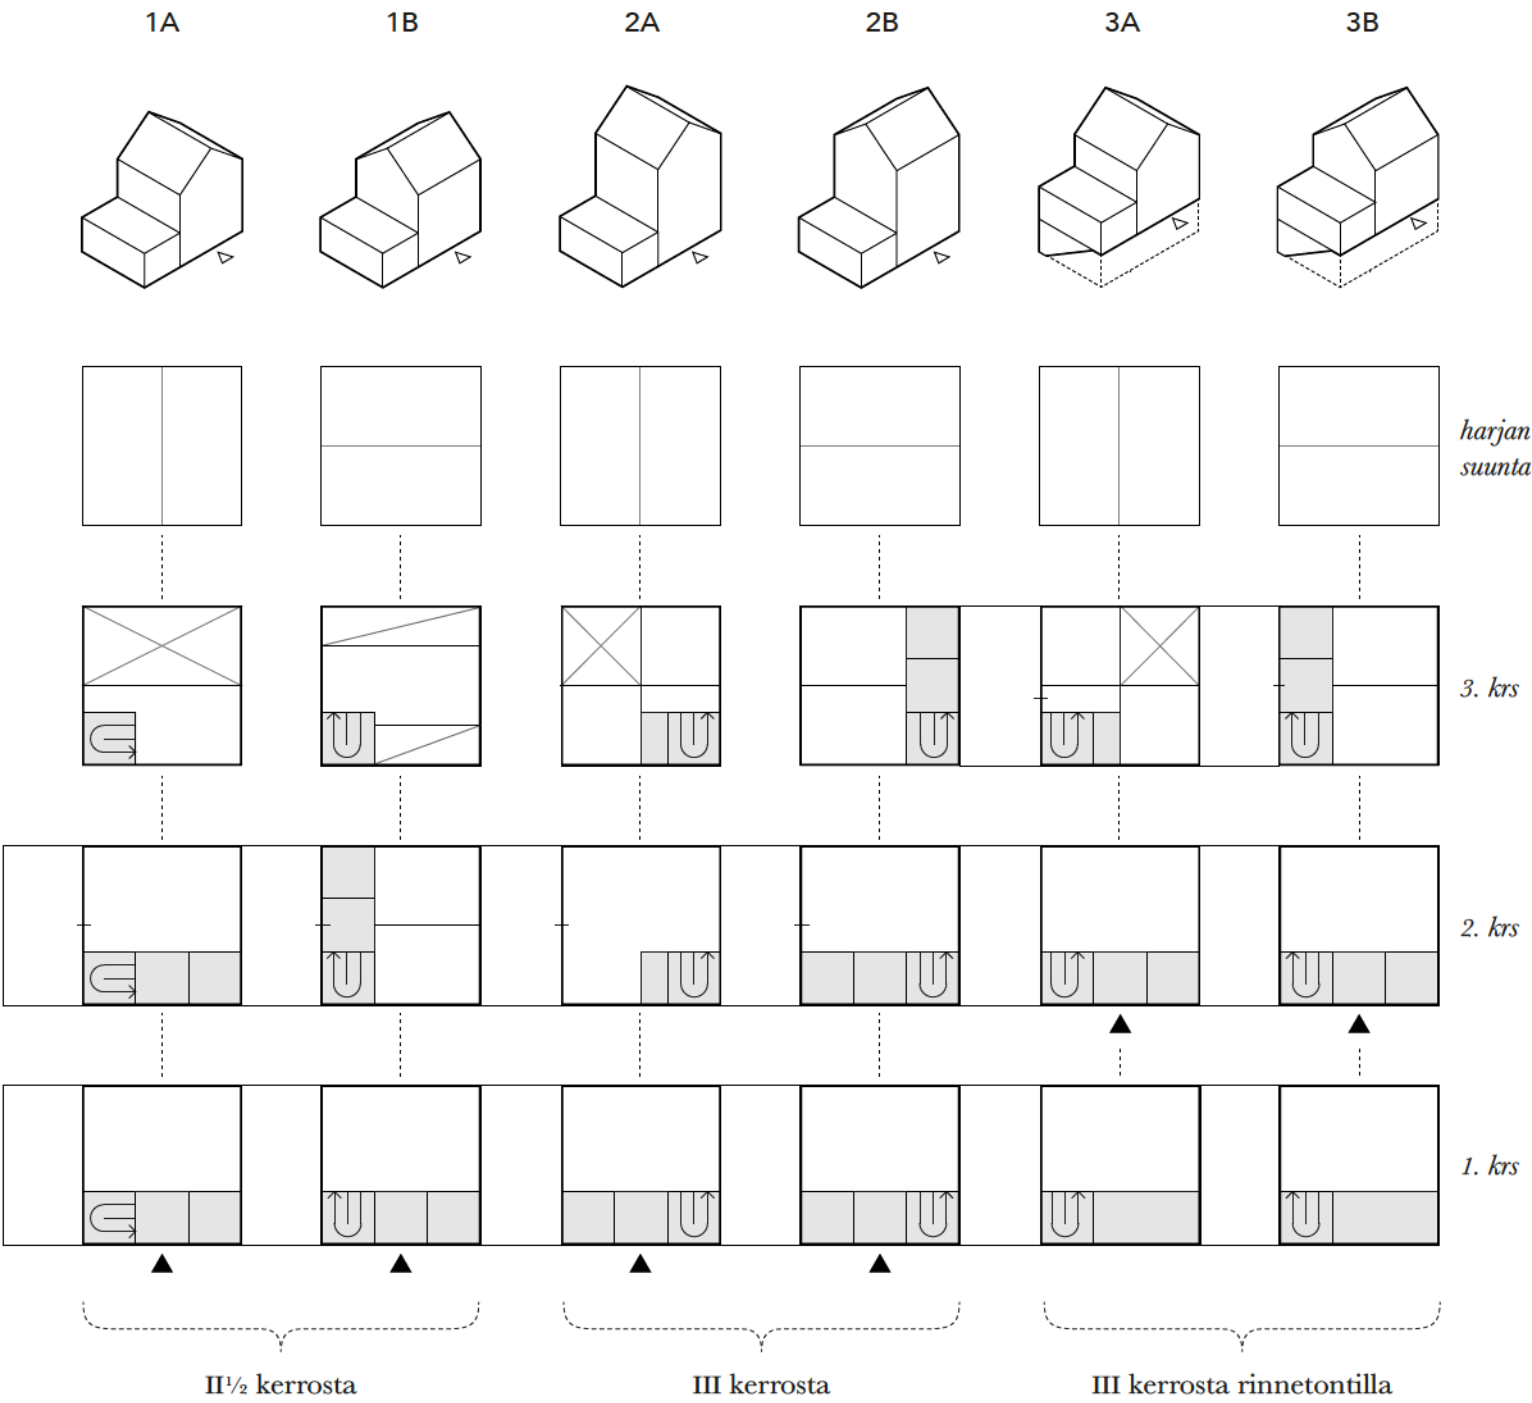 1A 1B 2A 2B 3A 3B
harjan
suunta
3. krs
2. krs
1. krs
II½ kerrosta III kerrosta III kerrosta rinnetontilla